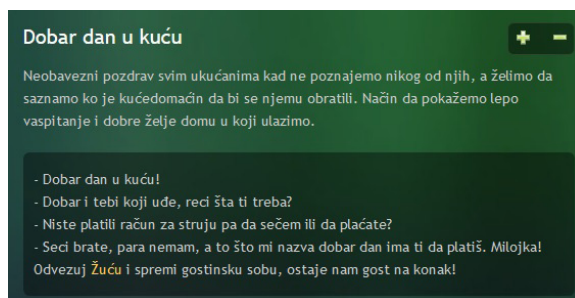 Dobar dan u kuću
Neobavezni pozdrav svim ukućanima kad ne poznajemo nikog od njih, a želimo da
saznamo ko je kućedomaćin da bi se njemu obratili. Način da pokažemo lepo
vaspitanje i dobre želje domu u koji ulazimo.
- Dobar dan u kuću!
- Dobar i tebi koji uđe, reci šta ti treba?
- Niste platili račun za struju pa da sečem ili da plaćate?
- Seci brate, para nemam, a to što mi nazva dobar dan ima ti da platiš. Milojka!
Odvezuj Žuću i spremi gostinsku sobu, ostaje nam gost na konak!